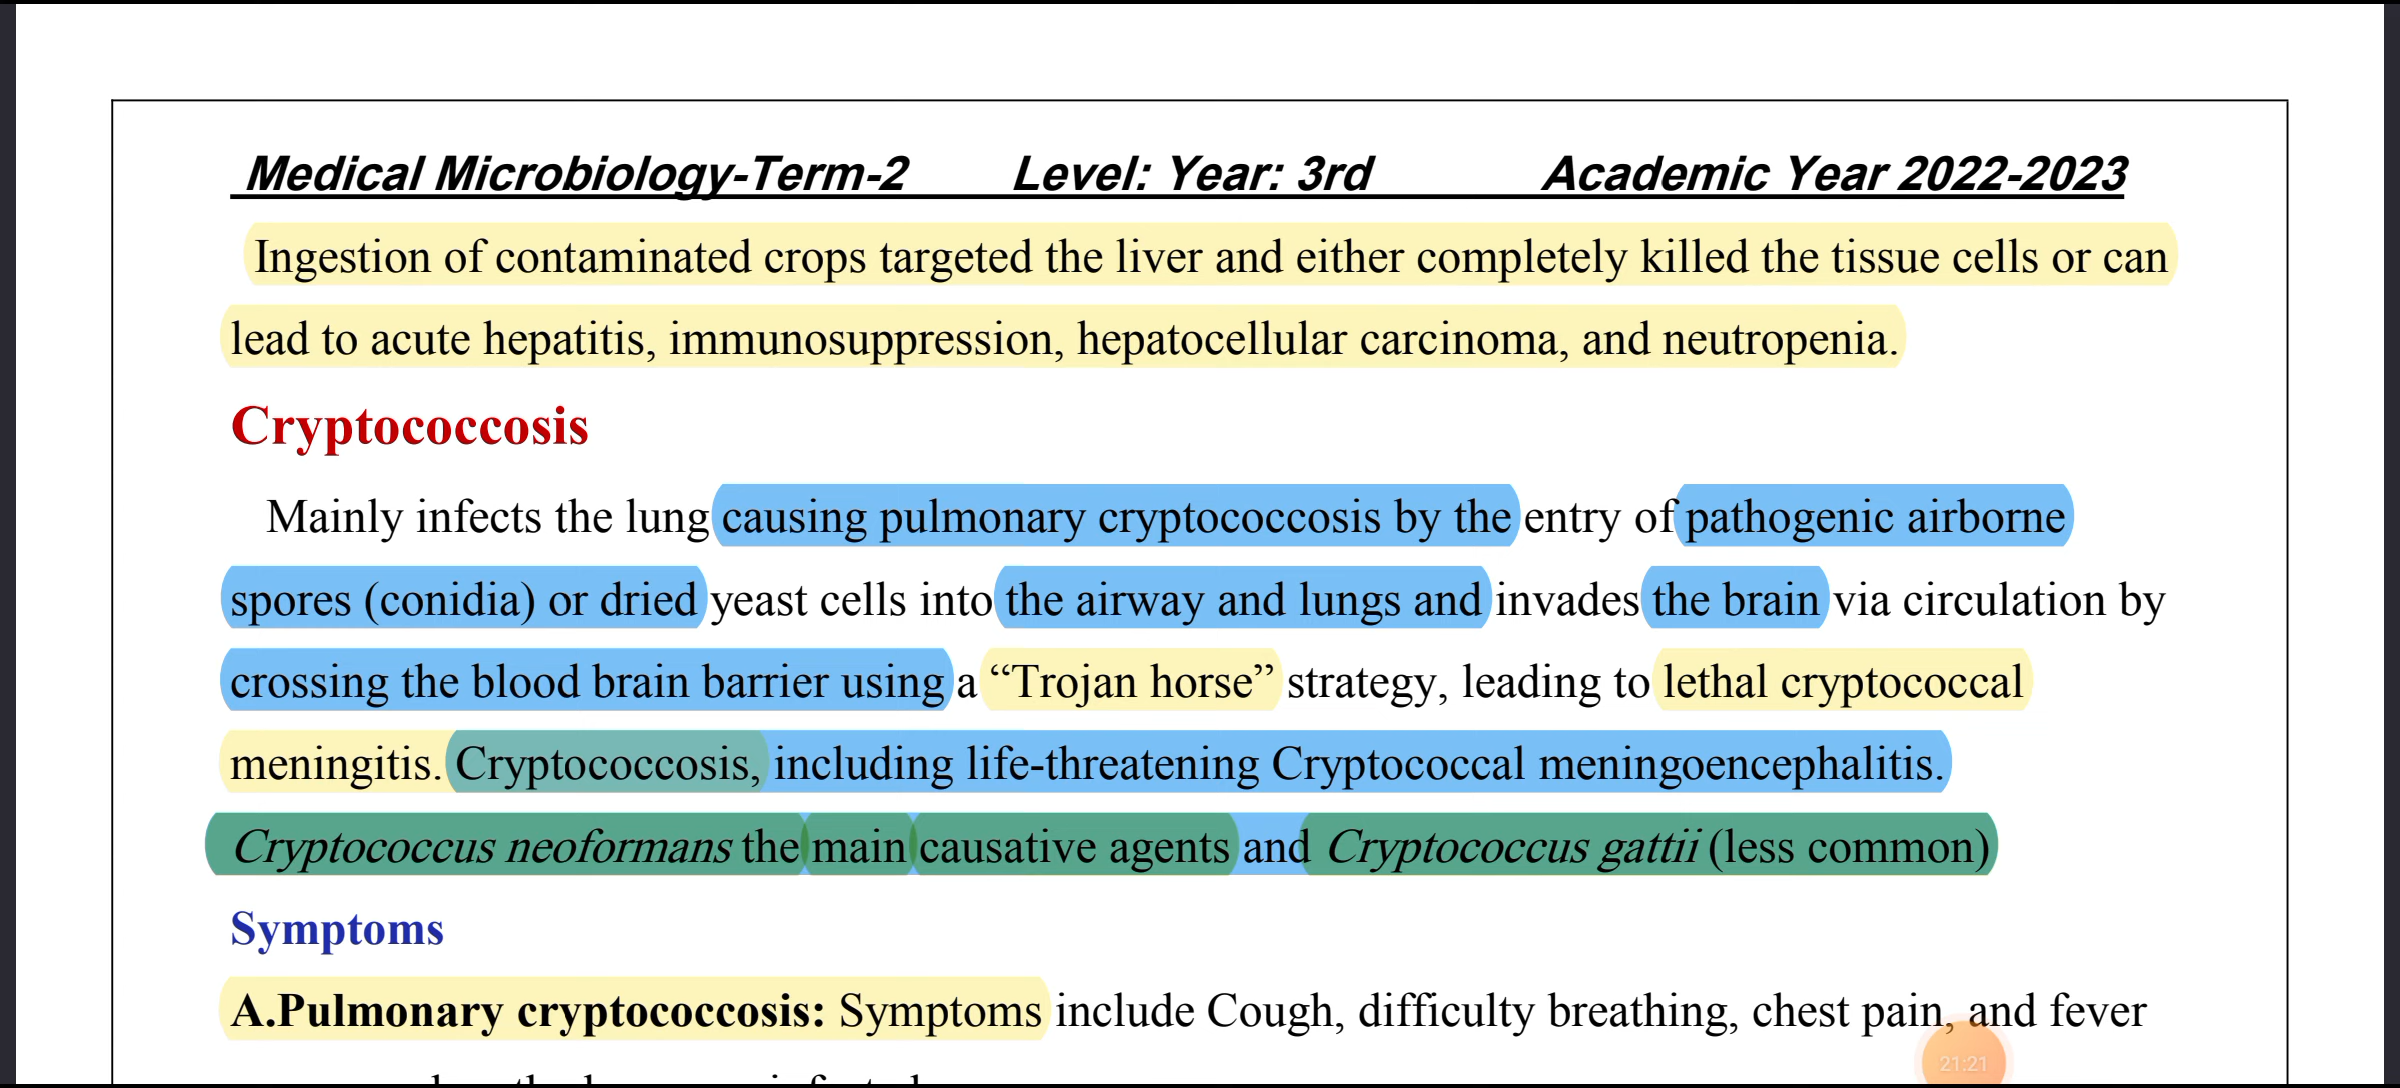 Medical Microbiology-Term-2 Level: Year: 3rd Academic Year 2022-2023
Ingestion of contaminated crops targeted the liver and either completely killed the tissue cells or can
lead to acute hepatitis, immunosuppression, hepatocellular carcinoma, and neutropenia.
Cryptococcosis
Mainly infects the lung causing pulmonary cryptococcosis by the entry of pathogenic airborne
spores (conidia) or dried yeast cells into the airway and lungs and invades the brain via circulation by
crossing the blood brain barrier using a “Trojan horse” strategy, leading to lethal cryptococcal
meningitis. Cryptococcosis, including life-threatening Cryptococcal meningoencephalitis.
Cryptococcus neoformans the main causative agents and Cryptococcus gattii (less common)
Symptoms
A.Pulmonary cryptococcosis: Symptoms include Cough, difficulty breathing, chest pain, and fever
21:21